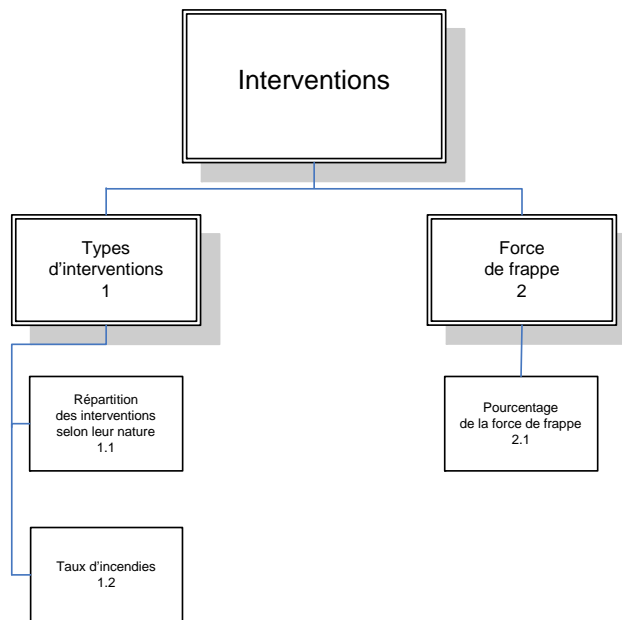 Interventions
Types
d’interventions
1
Force
de frappe
2
Répartition
des interventions
selon leur nature
1.1
Pourcentage
de la force de frappe
2.1
Taux d’incendies
1.2